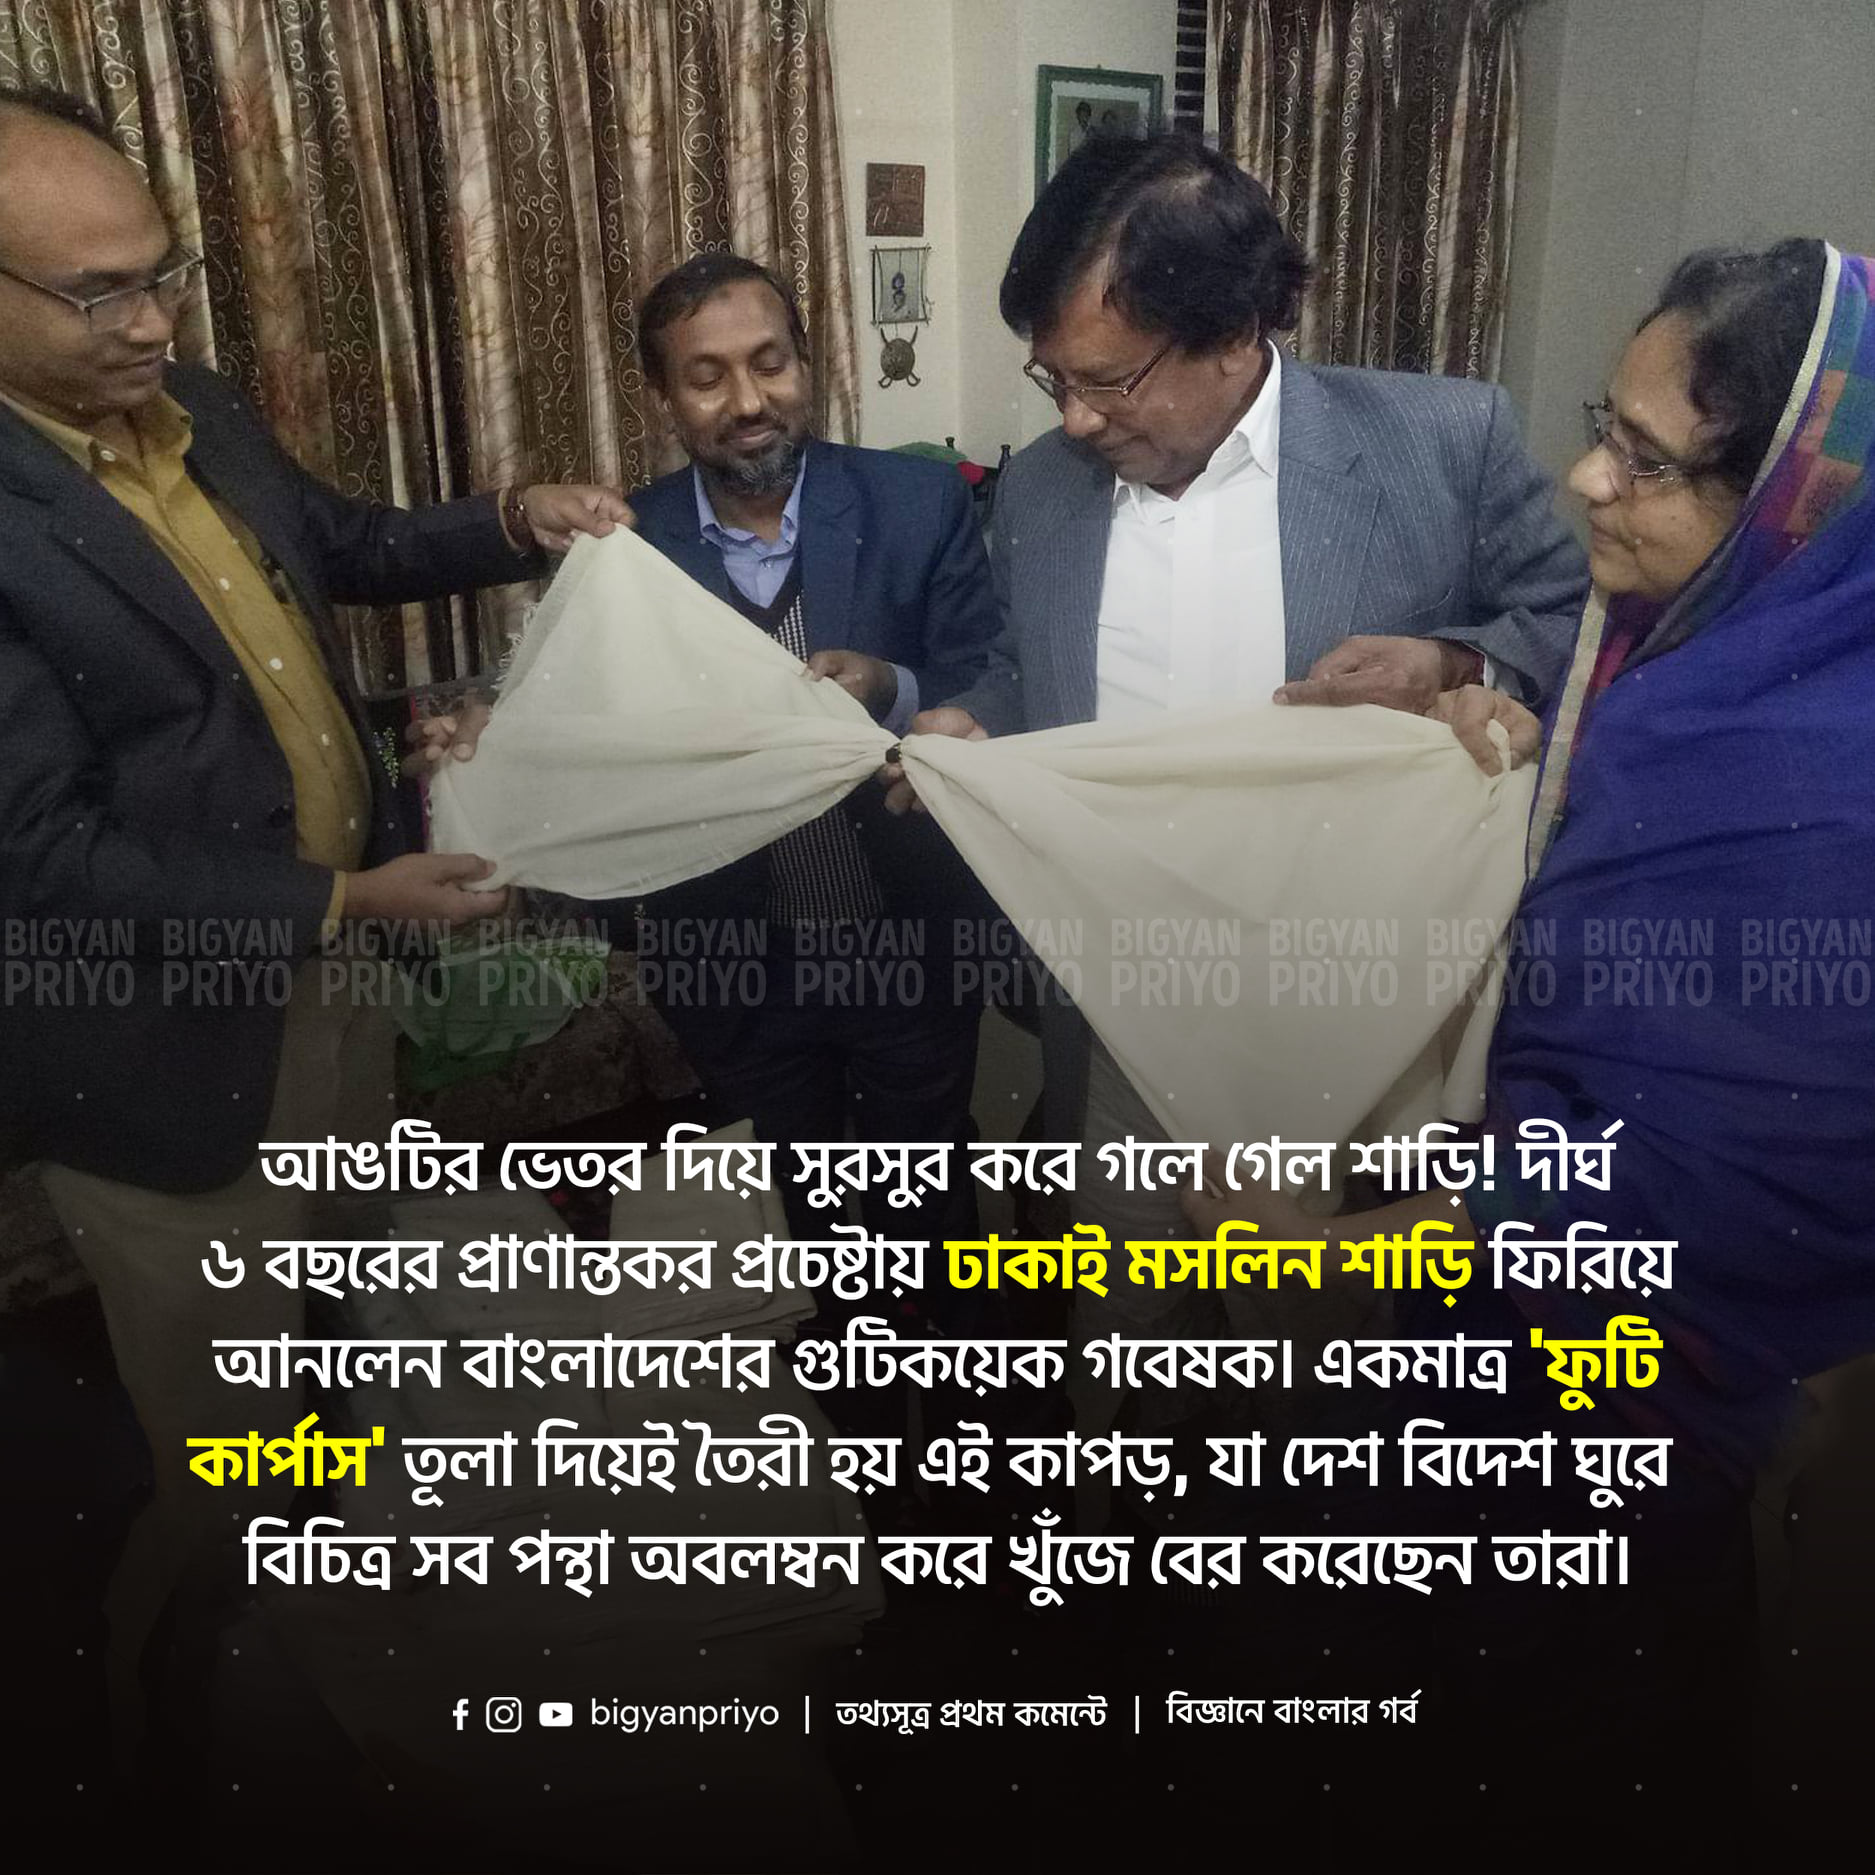 BIGYAN BIGYAN BIGYAN BIGYAN BIGYAN BIGYAN BIGYAN BIGYAN BIGYAN BIGYAN BIGYAN BIGYAN
PRIYO PRIYO PRIYO PRIYO PRIYO PRIYO PRIYO PRIYO PRIYO PRIYO PRIYO PRIYO
আঙটির ভেতর দিয়ে সুরসুর করে গলে গেল শাড়ি! দীর্ঘ
৬ বছরের প্রাণান্তকর প্রচেষ্টায় ঢাকাই মসলিন শাড়ি ফিরিয়ে
আনলেন বাংলাদেশের গুটিকয়েক গবেষক। একমাত্র 'ফুটি
কার্পাস' তূলা দিয়েই তৈরী হয় এই কাপড়, যা দেশ বিদেশ ঘুরে
বিচিত্র সব পন্থা অবলম্বন করে খুঁজে বের করেছেন তারা।
bigyanpriyo | তথ্যসূত্র প্রথম কমেন্টে | বিজ্ঞানে বাংলার গর্ব